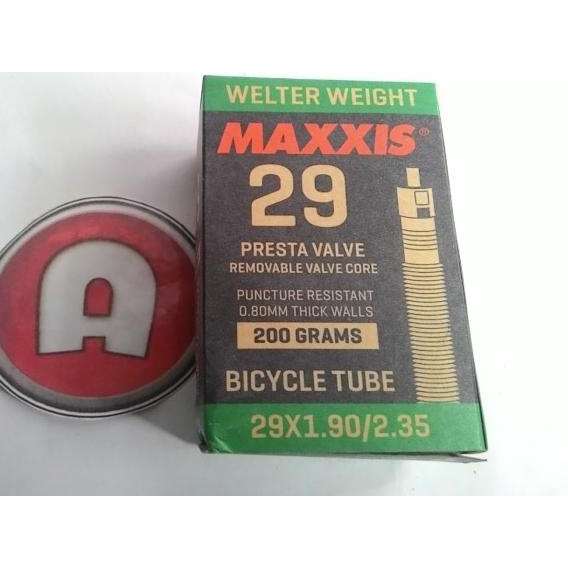 WELTER WEIGHT
MAXXIS®
29
PRESTA VALVE
REMOVABLE VALVE CORE
PUNCTURE RESISTANT
0.80MM THICK WALLS
200 GRAMS
BICYCLE TUBE
29X1.90/2.35
A